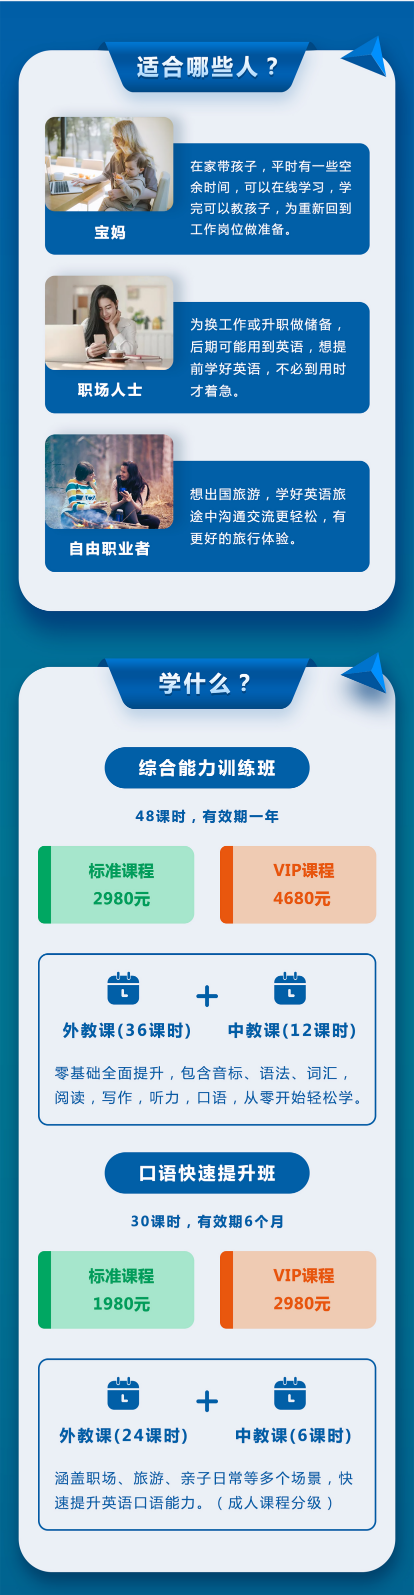 适合哪些人？
宝妈
在家带孩子，平时有一些空
余时间，可以在线学习，学
完可以教孩子，为重新回到
工作岗位做准备。
职场人士
为换工作或升职做储备，
后期可能用到英语，想提
前学好英语，不必到用时
才着急。
自由职业者
想出国旅游，学好英语旅
途中沟通交流更轻松，有
更好的旅行体验。
学什么？
综合能力训练班
48课时，有效期一年
标准课程
2980元
VIP课程
4680元
外教课(36课时)
+
中教课(12课时)
零基础全面提升，包含音标、语法、词汇，
阅读，写作，听力，口语，从零开始轻松学。
口语快速提升班
30课时，有效期6个月
标准课程
1980元
VIP课程
2980元
外教课(24课时)
+
中教课(6课时)
涵盖职场、旅游、亲子日常等多个场景，快
速提升英语口语能力。（成人课程分级）